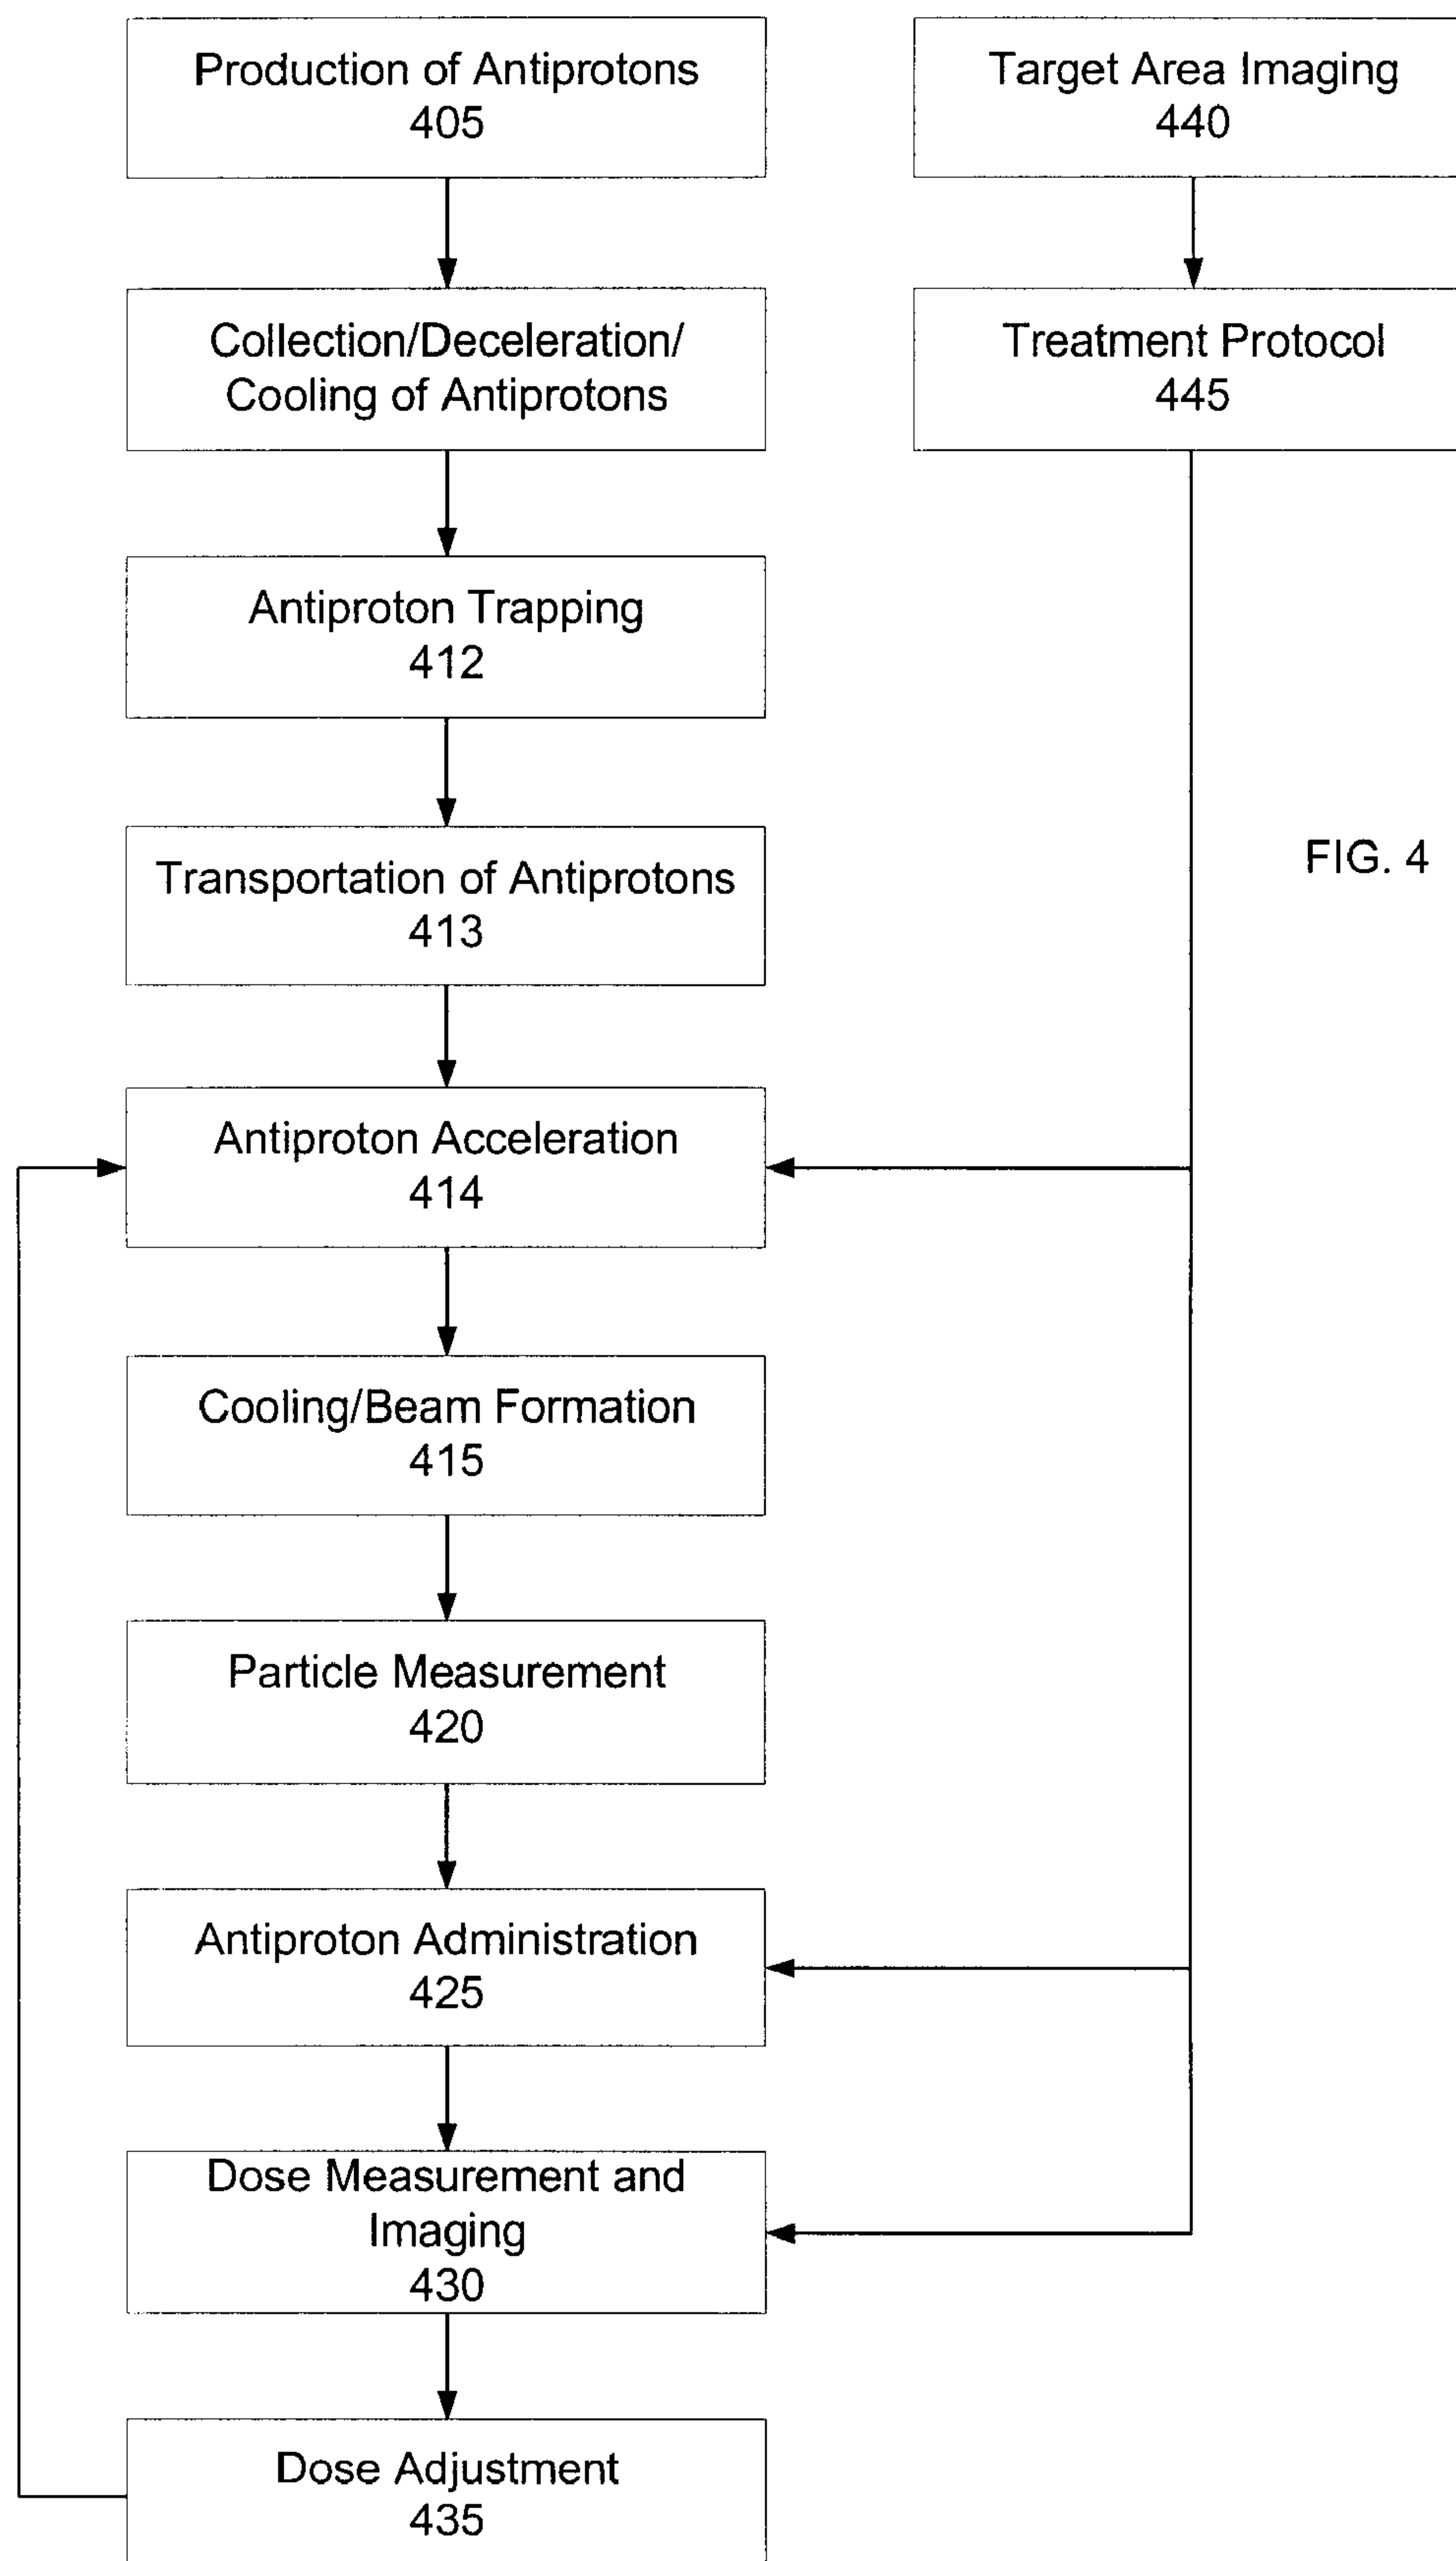 Production of Antiprotons
405
Target Area Imaging
440
Collection/Deceleration/
Cooling of Antiprotons
Treatment Protocol
445
Antiproton Trapping
412
Transportation of Antiprotons
413
FIG. 4
Antiproton Acceleration
414
Cooling/Beam Formation
415
Particle Measurement
420
Antiproton Administration
425
Dose Measurement and
Imaging
430
Dose Adjustment
435